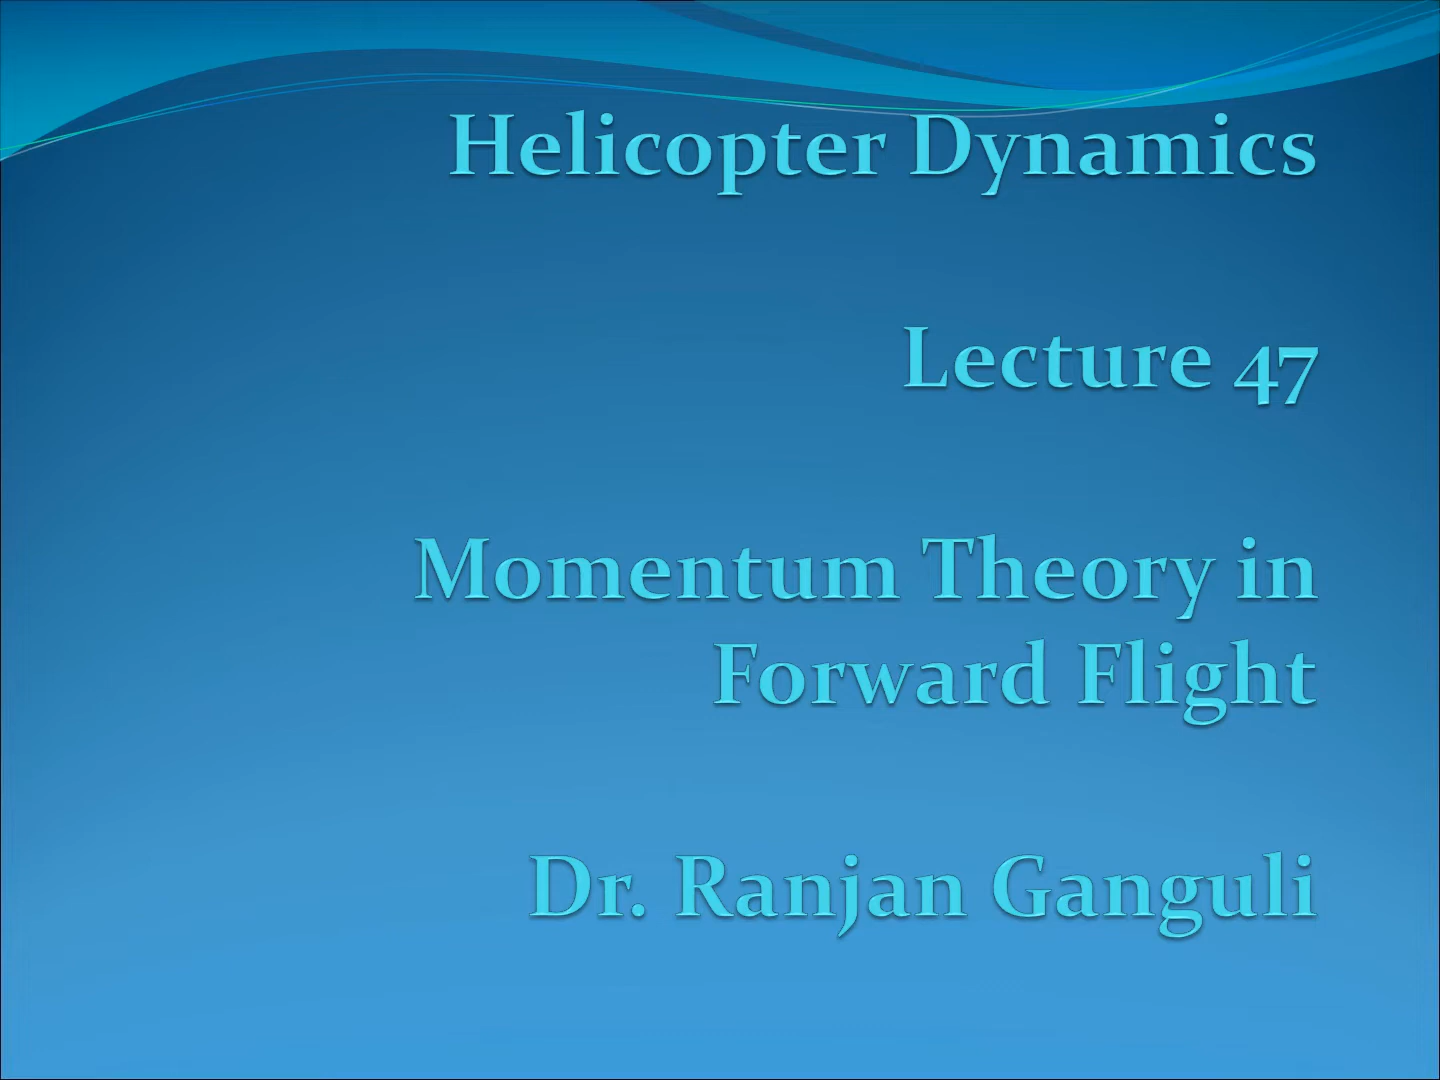 Helicopter Dynamics
Lecture 47
Momentum Theory in
Forward Flight
Dr. Ranjan Ganguli